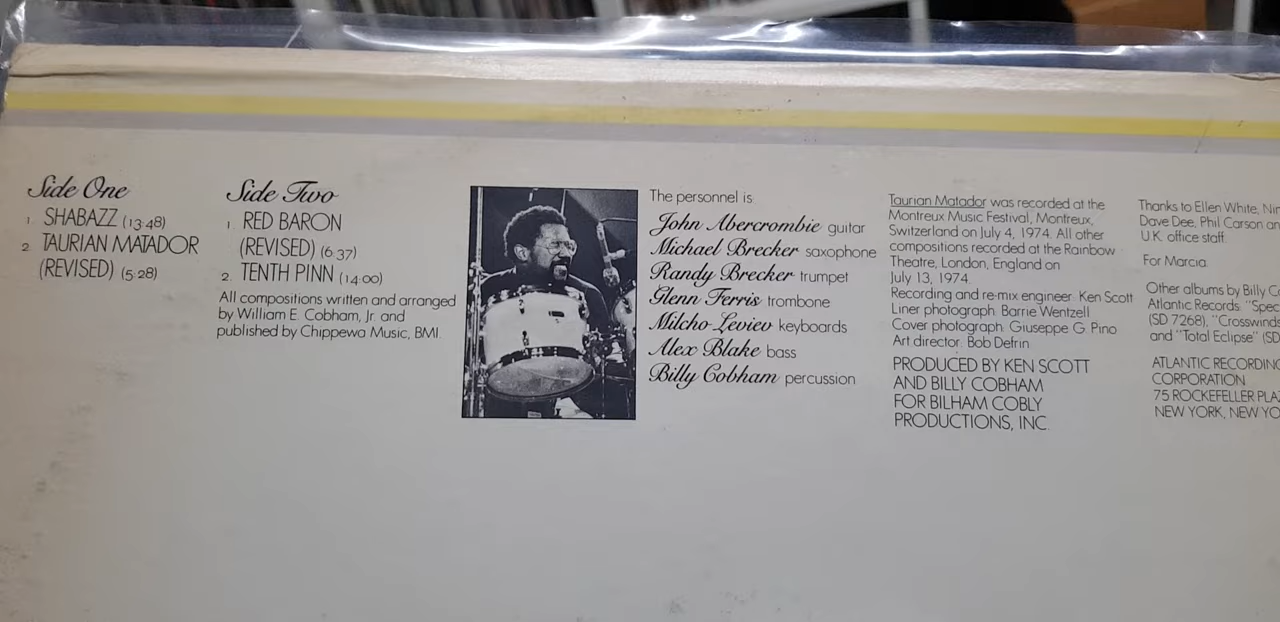 Side One
1. SHABAZZ (13:48)
2. TAURIAN MATADOR
(REVISED) (5:28)
Side Two
1. RED BARON
(REVISED) (6:37)
2. TENTH PINN (14:00)
All compositions written and arranged
by William E. Cobham, Jr. and
published by Chippewa Music, BMI.
The personnel is
John Abercrombie guitar
Michael Brecker saxophone
Randy Brecker trumpet
Glenn Ferris trombone
Milcho Leviev keyboards
Alex Blake bass
Billy Cobham percussion
Taurian Matador was recorded at the
Montreux Music Festival, Montreux,
Switzerland on July 4, 1974. All other
compositions recorded at the Rainbow
Theatre, London, England on
July 13, 1974.
Recording and re-mix engineer: Ken Scott
Liner photograph: Barrie Wentzell
Cover photograph: Giuseppe G. Pino
Art director: Bob Defrin
PRODUCED BY KEN SCOTT
AND BILLY COBHAM
FOR BILHAM COBLY
PRODUCTIONS, INC.
Thanks to Ellen White,
Dave Dee, Phil Carson
U.K. office staff.
For Marcia.
Other albums by Billy
Atlantic Records: "Spec
(SD 7268), "Crosswinds
and "Total Eclipse" (SD
ATLANTIC RECORDING
CORPORATION
75 ROCKEFELLER PLA
NEW YORK, NEW YO